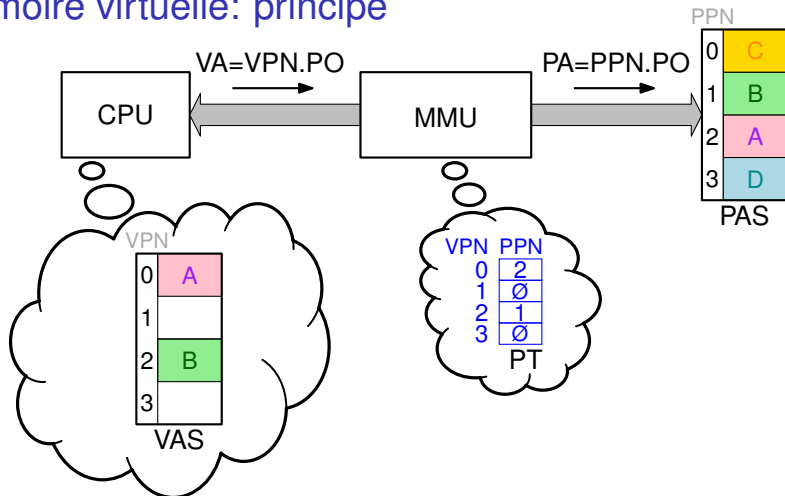 moire virtuelle: principe
PPN
VA=VPN.PO
PA=PPN.PO
CPU
MMU
0 C
1 B
2 A
3 D
PAS
VPN
0 A
1
2 B
3
VAS
VPN PPN
0 2
1 Ø
2 1
3 Ø
PT